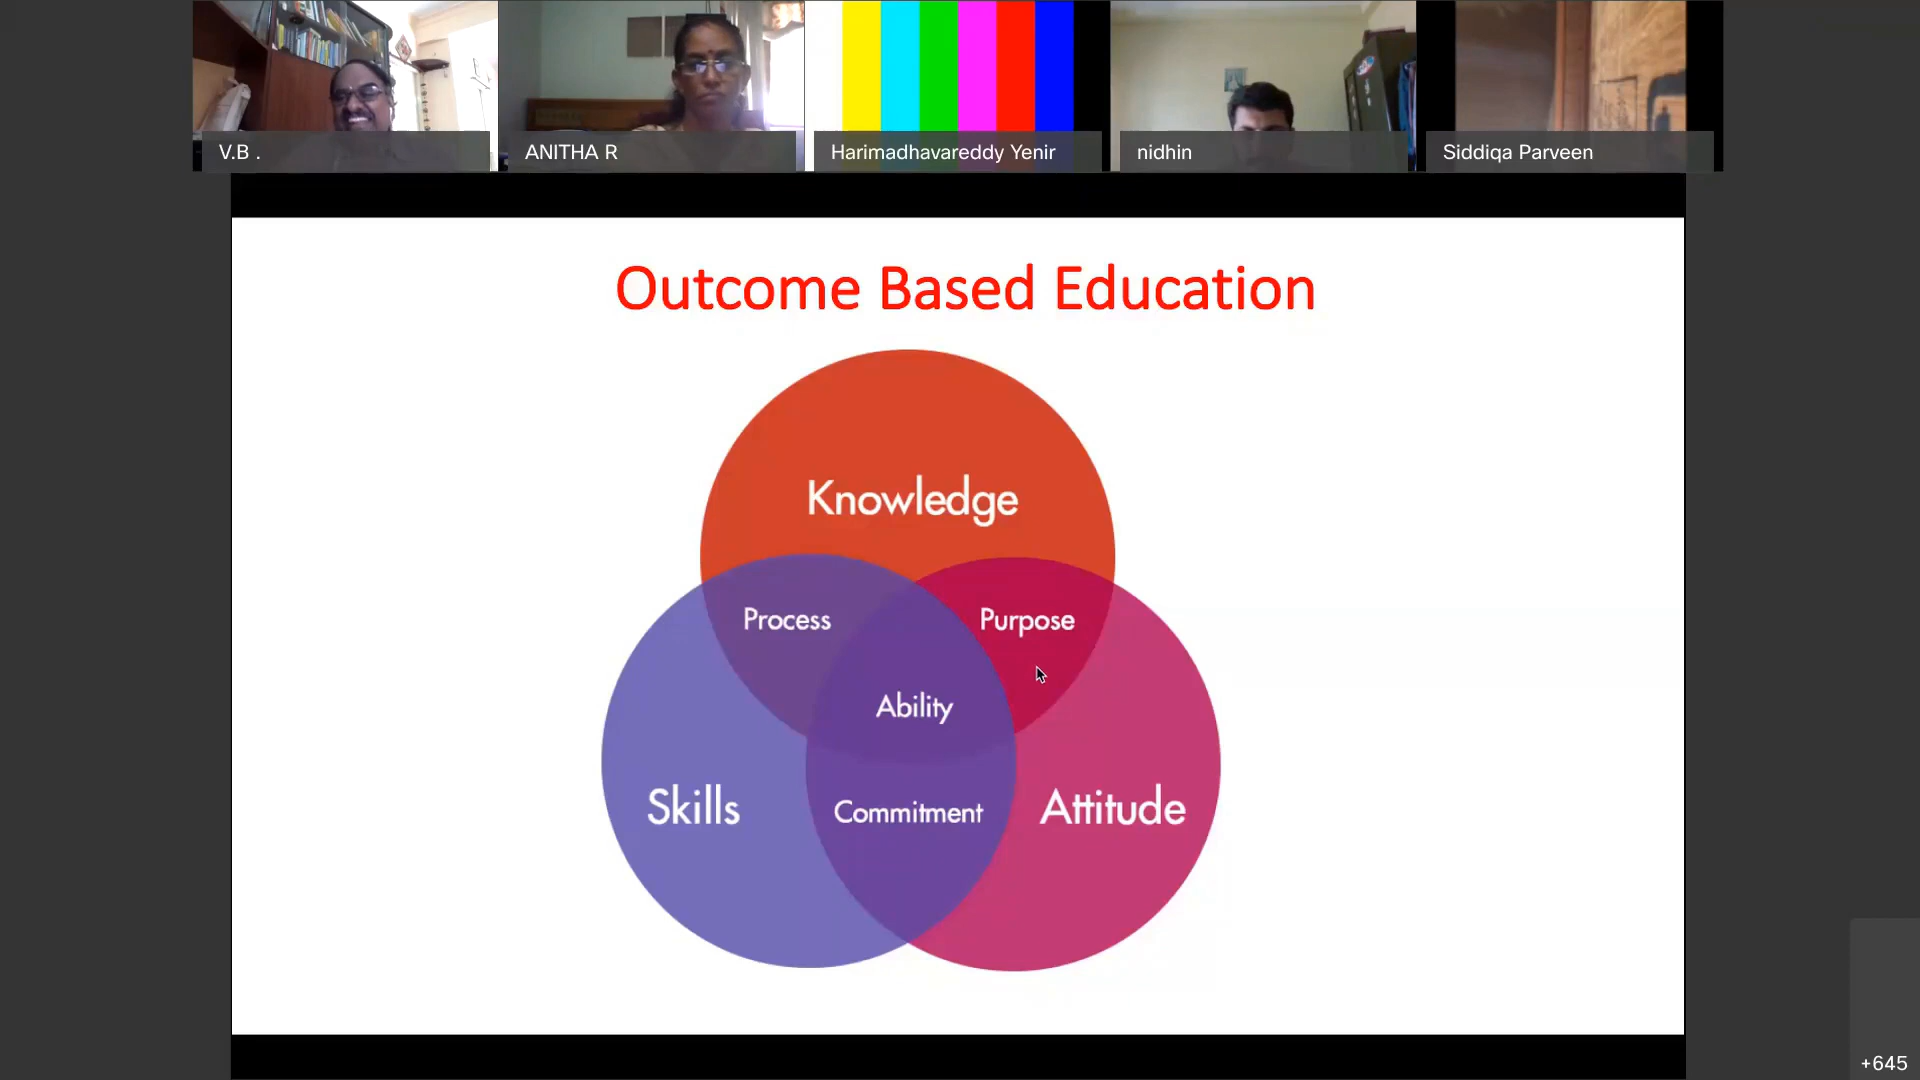 V.B .
ANITHA R
Harimadhavareddy Yenir
nidhin
Siddiqa Parveen
Outcome Based Education
Knowledge
Process
Purpose
Ability
Skills
Commitment
Attitude
+645